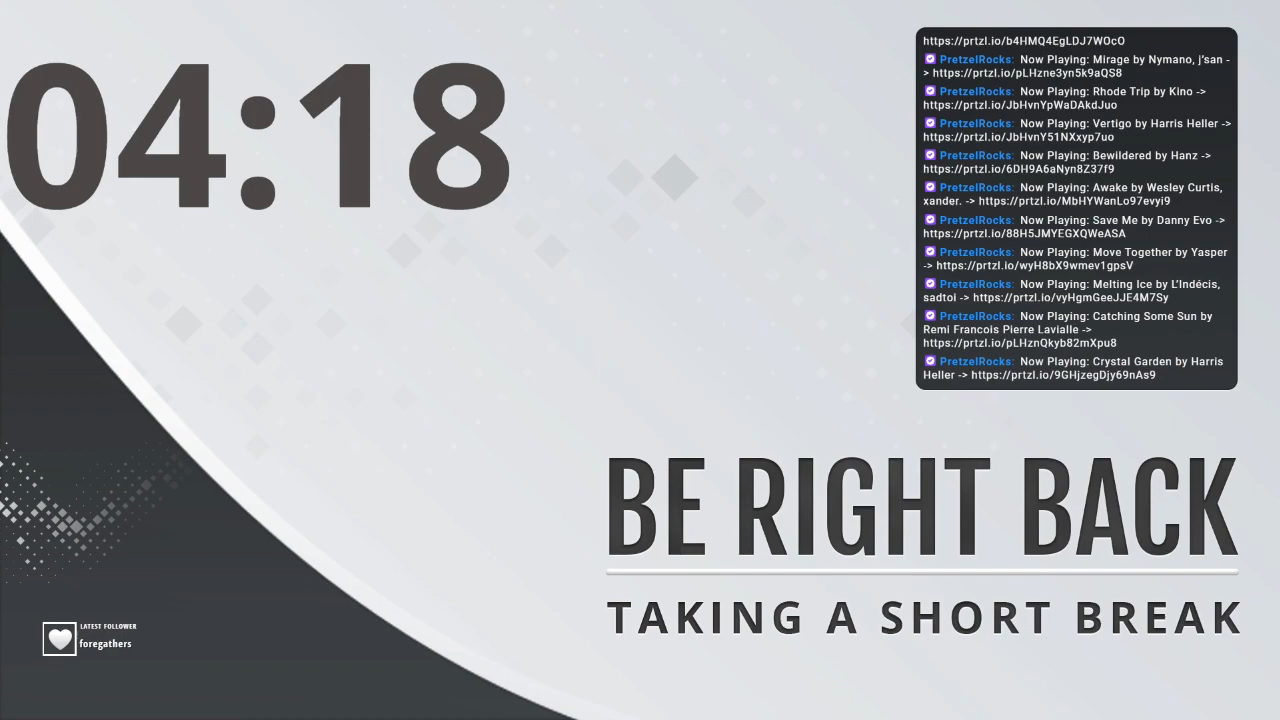 04:18
https://prtzl.io/b4HMQ4EgLDJ7WOcO
PretzelRocks: Now Playing: Mirage by Nymano, j'san -
> https://prtzl.io/pLHzne3yn5k9aQS8
PretzelRocks: Now Playing: Rhode Trip by Kino ->
https://prtzl.io/JbHvnYpWaDAkdJuo
PretzelRocks: Now Playing: Vertigo by Harris Heller ->
https://prtzl.io/JbHvnY51NXxyp7uo
PretzelRocks: Now Playing: Bewildered by Hanz ->
https://prtzl.io/6DH9A6aNyn8Z37f9
PretzelRocks: Now Playing: Awake by Wesley Curtis,
xander. -> https://prtzl.io/MbHYWanLo97evyi9
PretzelRocks: Now Playing: Save Me by Danny Evo ->
https://prtzl.io/88H5JMYEGXQWeASA
PretzelRocks: Now Playing: Move Together by Yasper
-> https://prtzl.io/wyH8bX9wmev1gpsV
PretzelRocks: Now Playing: Melting Ice by L'Indécis,
sadtoi -> https://prtzl.io/vyHgmGeeJJE4M7Sy
PretzelRocks: Now Playing: Catching Some Sun by
Remi Francois Pierre Lavialle ->
https://prtzl.io/pLHznQkyb82mXpu8
PretzelRocks: Now Playing: Crystal Garden by Harris
Heller -> https://prtzl.io/9GHjzegDjy69nAs9
BE RIGHT BACK
TAKING A SHORT BREAK
LATEST FOLLOWER
foregathers